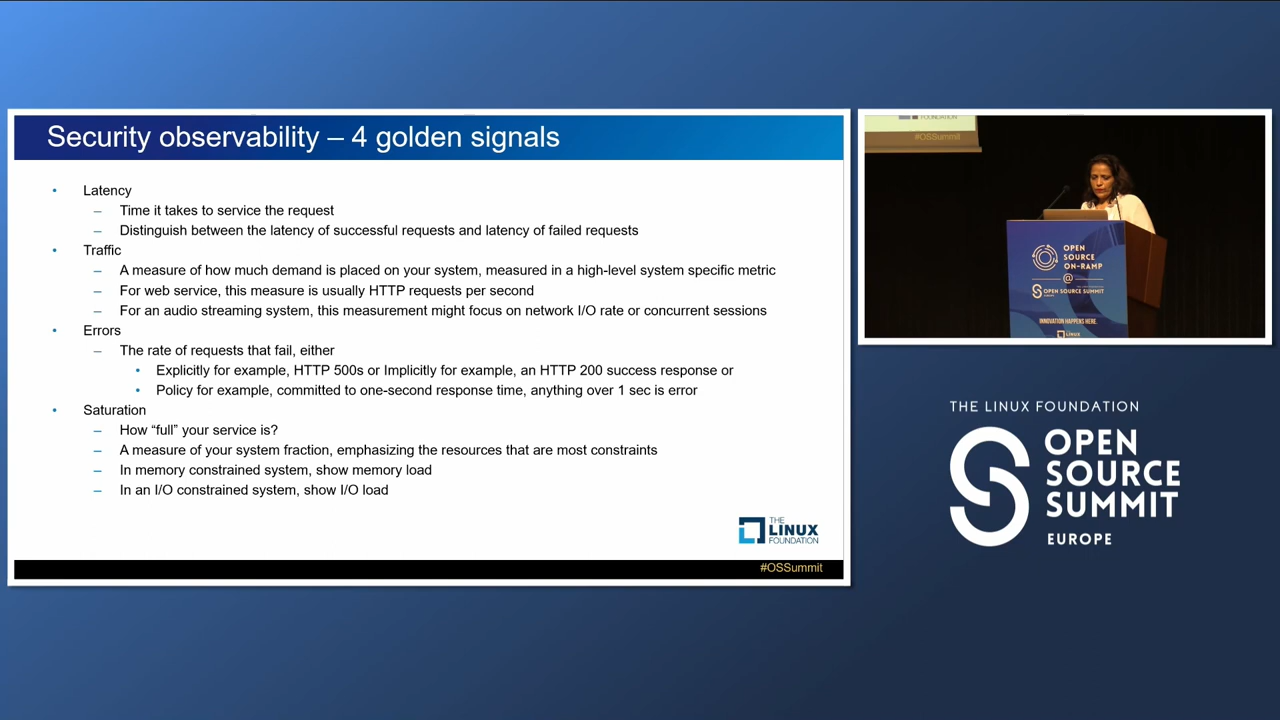 Security observability – 4 golden signals
• Latency
– Time it takes to service the request
– Distinguish between the latency of successful requests and latency of failed requests
• Traffic
– A measure of how much demand is placed on your system, measured in a high-level system specific metric
– For web service, this measure is usually HTTP requests per second
– For an audio streaming system, this measurement might focus on network I/O rate or concurrent sessions
• Errors
– The rate of requests that fail, either
• Explicitly for example, HTTP 500s or Implicitly for example, an HTTP 200 success response or
• Policy for example, committed to one-second response time, anything over 1 sec is error
• Saturation
– How “full” your service is?
– A measure of your system fraction, emphasizing the resources that are most constraints
– In memory constrained system, show memory load
– In an I/O constrained system, show I/O load
THE
LINUX
FOUNDATION
#OSSummit
FOUNDATION
#OSSummit
OPEN
SOURCE
ON-RAMP
@
OPEN SOURCE SUMMIT
INNOVATION HAPPENS HERE.
LINUX
THE LINUX FOUNDATION
OPEN
SOURCE
SUMMIT
EUROPE